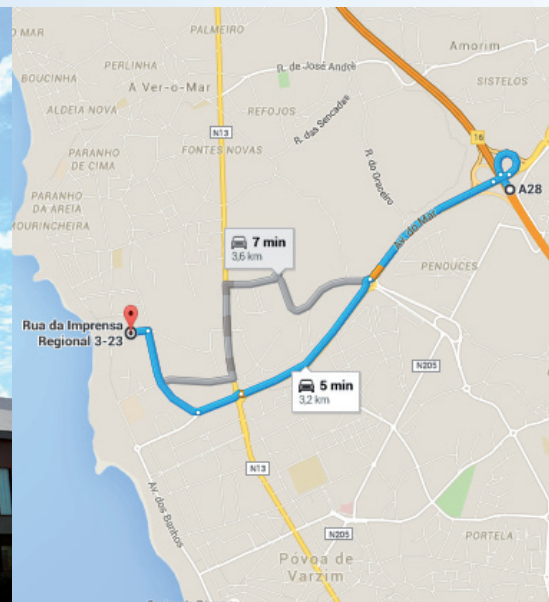 O MAR
PALMEIRO
Amorim
PERLINHA
R. de José André
BOUCINHA
A Ver-o-Mar
SISTELOS
ALDEIA NOVA
REFOJOS
R. das Sencadas
N13
16
PARANHO
DE CIMA
FONTES NOVAS
R. do Graceiro
A28
PARANHO
DA AREIA
MOURINCHEIRA
Av. do Mar
7 min
3,6 km
PENOUCES
Rua da Imprensa
Regional 3-23
N205
5 min
3,2 km
N13
Av. dos Banhos
N205
PORTELA
Póvoa de
Varzim